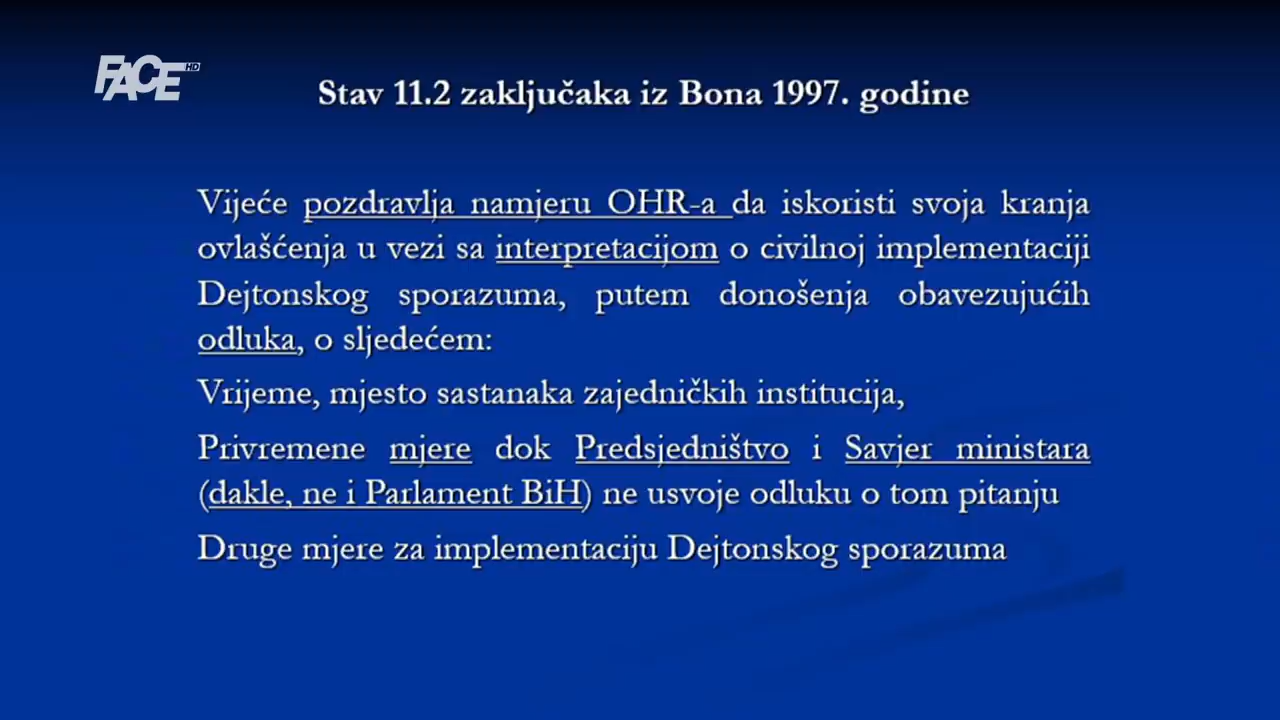 FACE HD
Stav 11.2 zaključaka iz Bona 1997. godine
Vijeće pozdravlja namjeru OHR-a da iskoristi svoja kranja
ovlašćenja u vezi sa interpretacijom o civilnoj implementaciji
Dejtonskog sporazuma, putem donošenja obavezujućih
odluka, o sljedećem:
Vrijeme, mjesto sastanaka zajedničkih institucija,
Privremene mjere dok Predsjedništvo i Savjer ministara
(dakle, ne i Parlament BiH) ne usvoje odluku o tom pitanju
Druge mjere za implementaciju Dejtonskog sporazuma